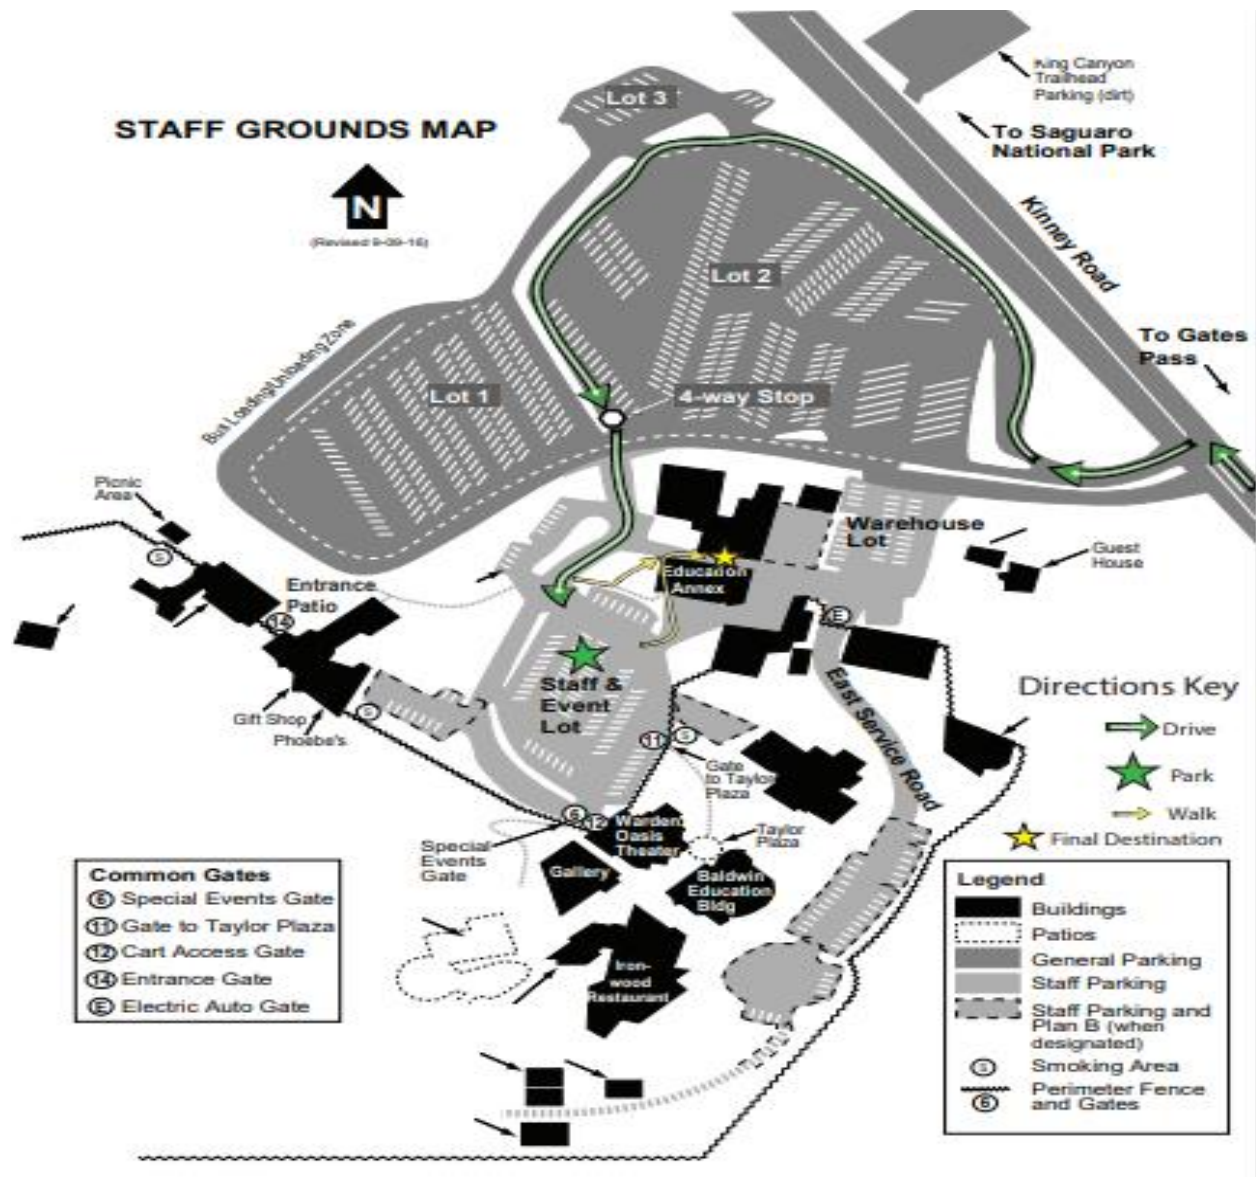 STAFF GROUNDS MAP
N
(Revised 9-09-16)
Lot 3
King Canyon
Trailhead
Parking (dirt)
To Saguaro
National Park
Kinney Road
Lot 2
To Gates
Pass
Bus Loading/Unloading Zone
Lot 1
4-way Stop
Picnic
Area
S
Warehouse
Lot
Guest
House
Education
Annex
E
Entrance
Patio
14
Staff &
Event
Lot
East Service Road
Gift Shop
Phoebe's
S
11
S
Gate
to Taylor
Plaza
6
12
Warden
Oasis
Theater
Taylor
Plaza
Special
Events
Gate
Gallery
Baldwin
Education
Bldg
Iron-
wood
Restaurant
Directions Key
Drive
Park
Walk
Final Destination
Common Gates
6 Special Events Gate
11 Gate to Taylor Plaza
12 Cart Access Gate
14 Entrance Gate
E Electric Auto Gate
Legend
Buildings
Patios
General Parking
Staff Parking
Staff Parking and
Plan B (when
designated)
S Smoking Area
Perimeter Fence
6 and Gates